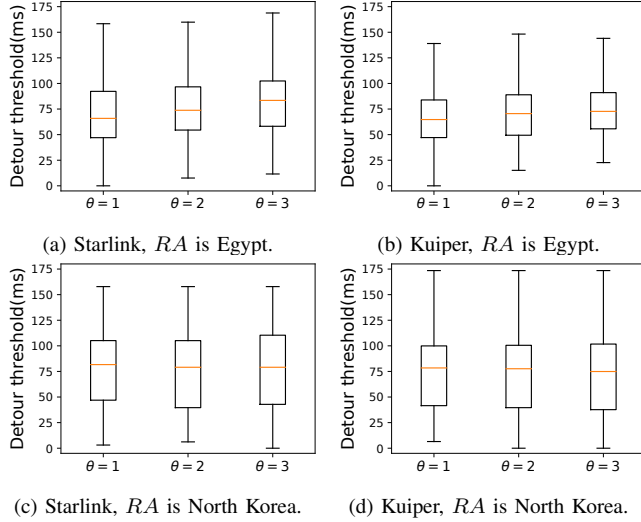 Detour threshold(ms)
175
150
125
100
75
50
25
0
θ = 1
θ = 2
θ = 3
(a) Starlink, RA is Egypt.
Detour threshold(ms)
175
150
125
100
75
50
25
0
θ = 1
θ = 2
θ = 3
(b) Kuiper, RA is Egypt.
Detour threshold(ms)
175
150
125
100
75
50
25
0
θ = 1
θ = 2
θ = 3
(c) Starlink, RA is North Korea.
Detour threshold(ms)
175
150
125
100
75
50
25
0
θ = 1
θ = 2
θ = 3
(d) Kuiper, RA is North Korea.